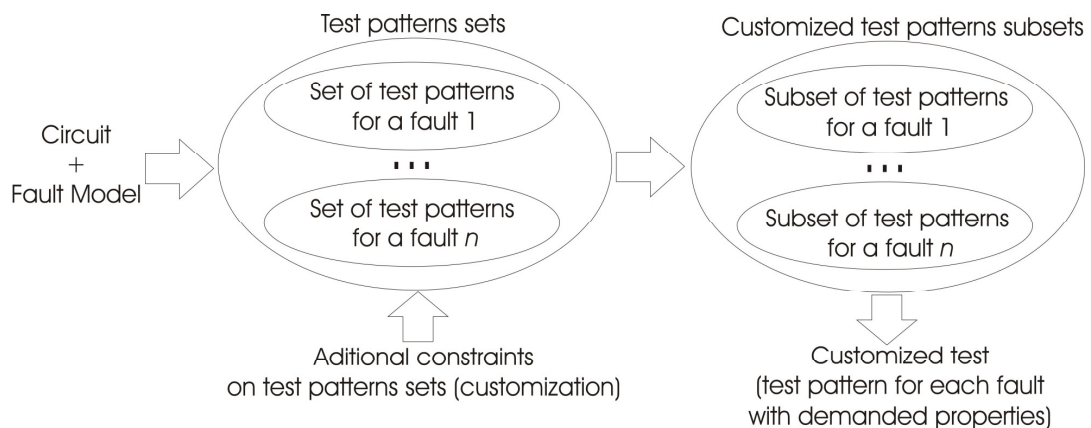 Test patterns sets
Customized test patterns subsets
Set of test patterns
for a fault 1
Subset of test patterns
for a fault 1
Circuit
+
Fault Model
...
...
Set of test patterns
for a fault n
Subset of test patterns
for a fault n
Aditional constraints
on test patterns sets (customization)
Customized test
(test pattern for each fault
with demanded properties)